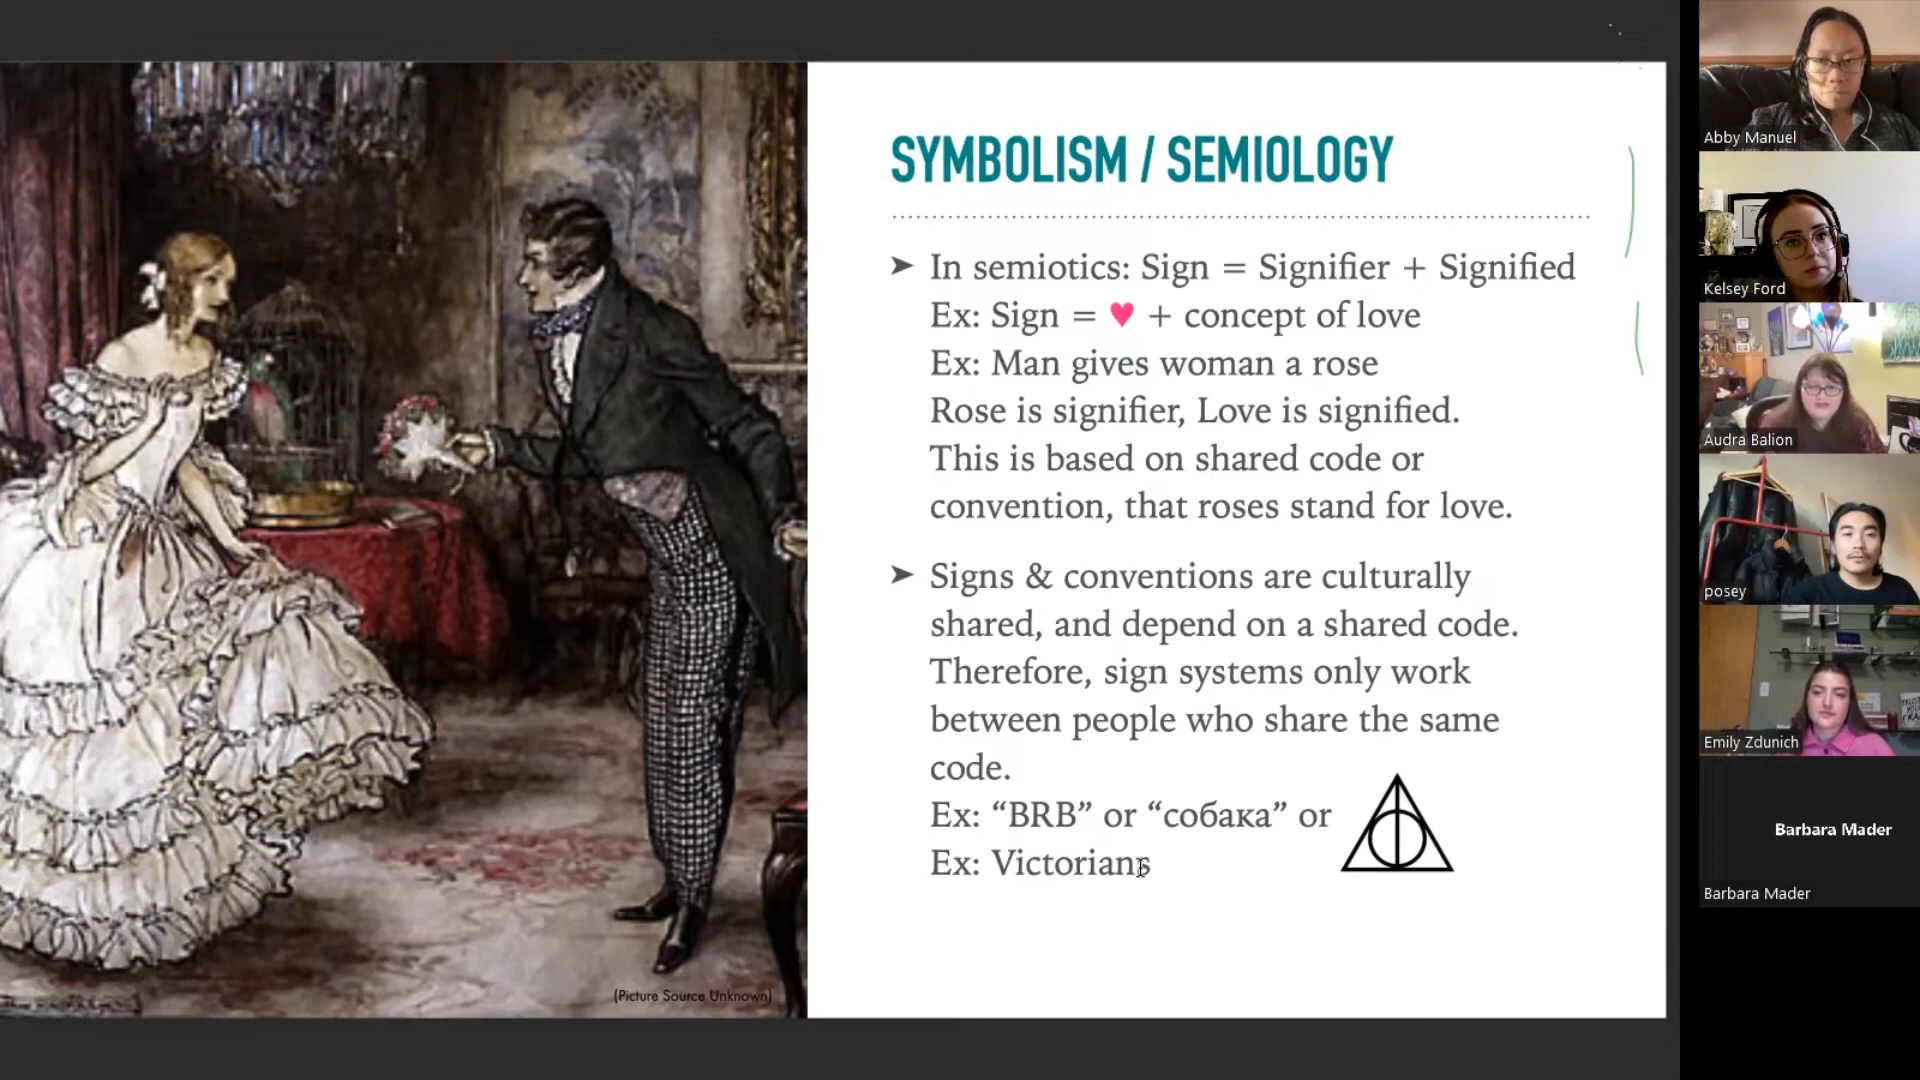 SYMBOLISM / SEMIOLOGY
➤ In semiotics: Sign = Signifier + Signified
Ex: Sign = ♥ + concept of love
Ex: Man gives woman a rose
Rose is signifier, Love is signified.
This is based on shared code or
convention, that roses stand for love.
➤ Signs & conventions are culturally
shared, and depend on a shared code.
Therefore, sign systems only work
between people who share the same
code.
Ex: “BRB” or “собака” or
Ex: Victorians
(Picture Source Unknown)
Abby Manuel
Kelsey Ford
Audra Balion
posey
Emily Zdunich
Barbara Mader
Barbara Mader